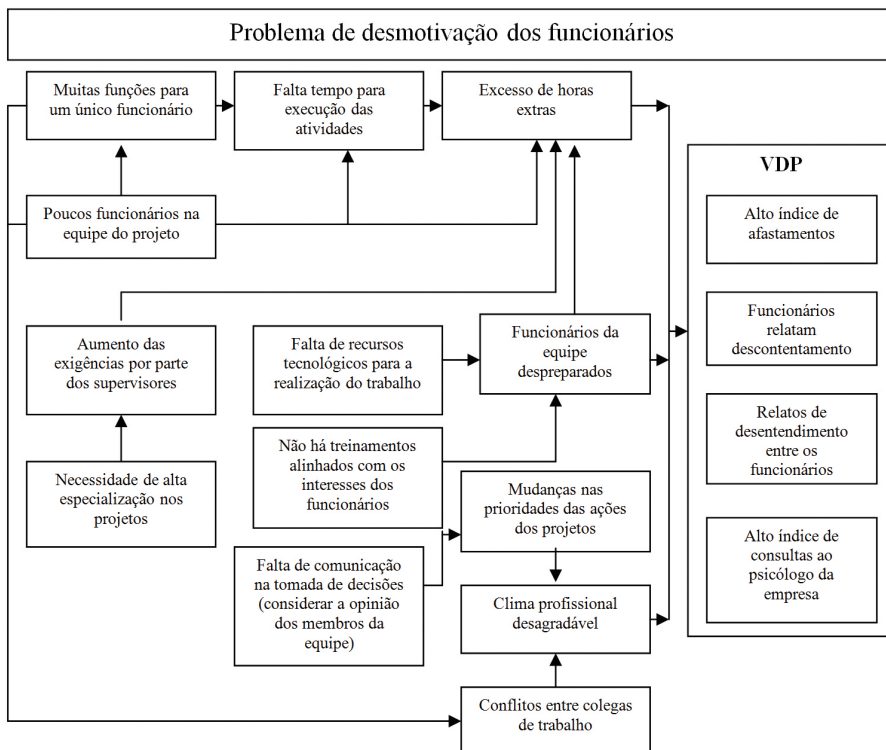 Problema de desmotivação dos funcionários
Muitas funções para
um único funcionário
Falta tempo para
execução das
atividades
Excesso de horas
extras
VDP
Poucos funcionários na
equipe do projeto
Alto índice de
afastamentos
Aumento das
exigências por parte
dos supervisores
Falta de recursos
tecnológicos para a
realização do trabalho
Funcionários da
equipe
despreparados
Funcionários
relatam
descontentamento
Necessidade de alta
especialização nos
projetos
Não há treinamentos
alinhados com os
interesses dos
funcionários
Relatos de
desentendimento
entre os
funcionários
Mudanças nas
prioridades das ações
dos projetos
Falta de comunicação
na tomada de decisões
(considerar a opinião
dos membros da
equipe)
Clima profissional
desagradável
Alto índice de
consultas ao
psicólogo da
empresa
Conflitos entre colegas
de trabalho